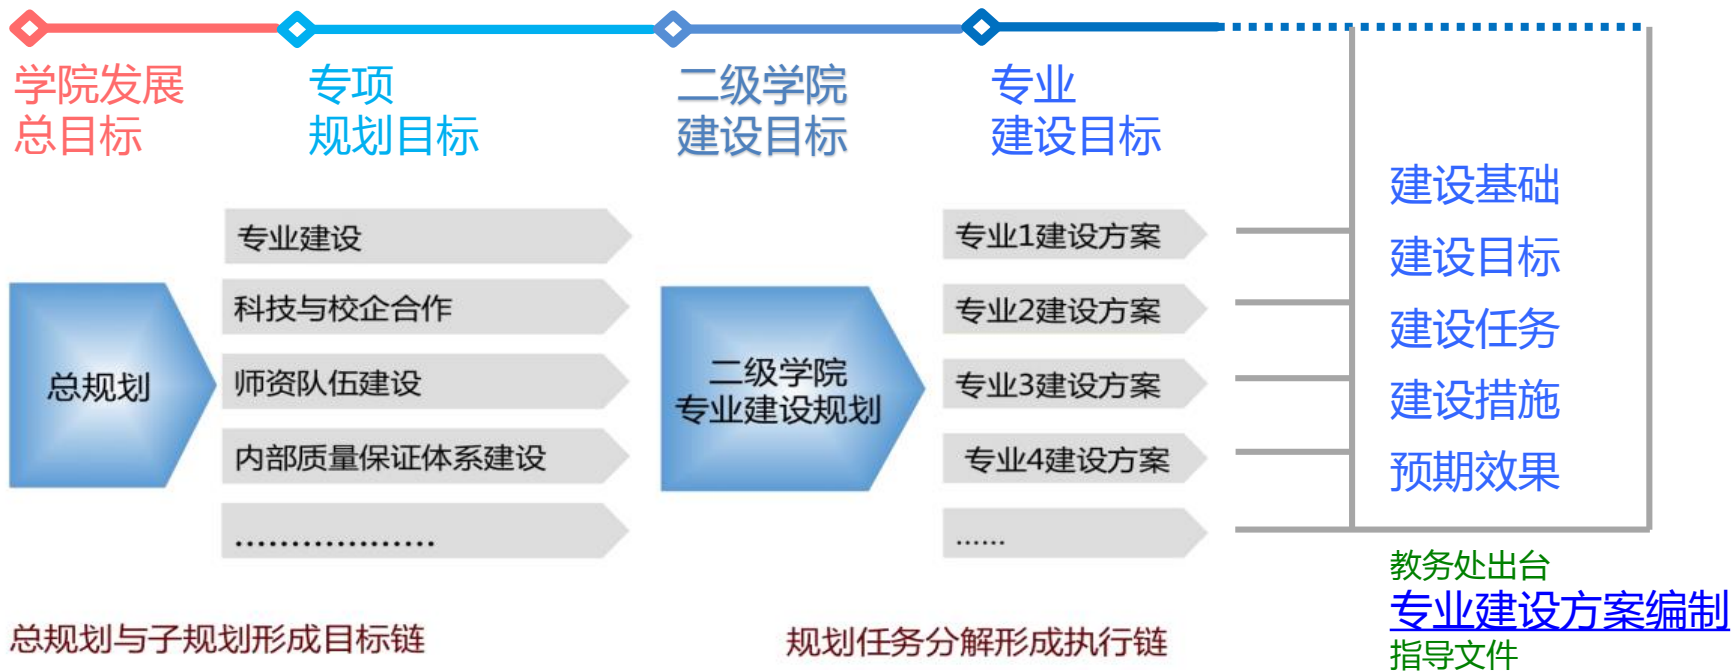 学院发展
总目标
专项
规划目标
二级学院
建设目标
专业
建设目标
总规划
专业建设
科技与校企合作
师资队伍建设
内部质量保证体系建设
..................
二级学院
专业建设规划
专业1建设方案
专业2建设方案
专业3建设方案
专业4建设方案
......
建设基础
建设目标
建设任务
建设措施
预期效果
教务处出台
专业建设方案编制
指导文件
总规划与子规划形成目标链
规划任务分解形成执行链